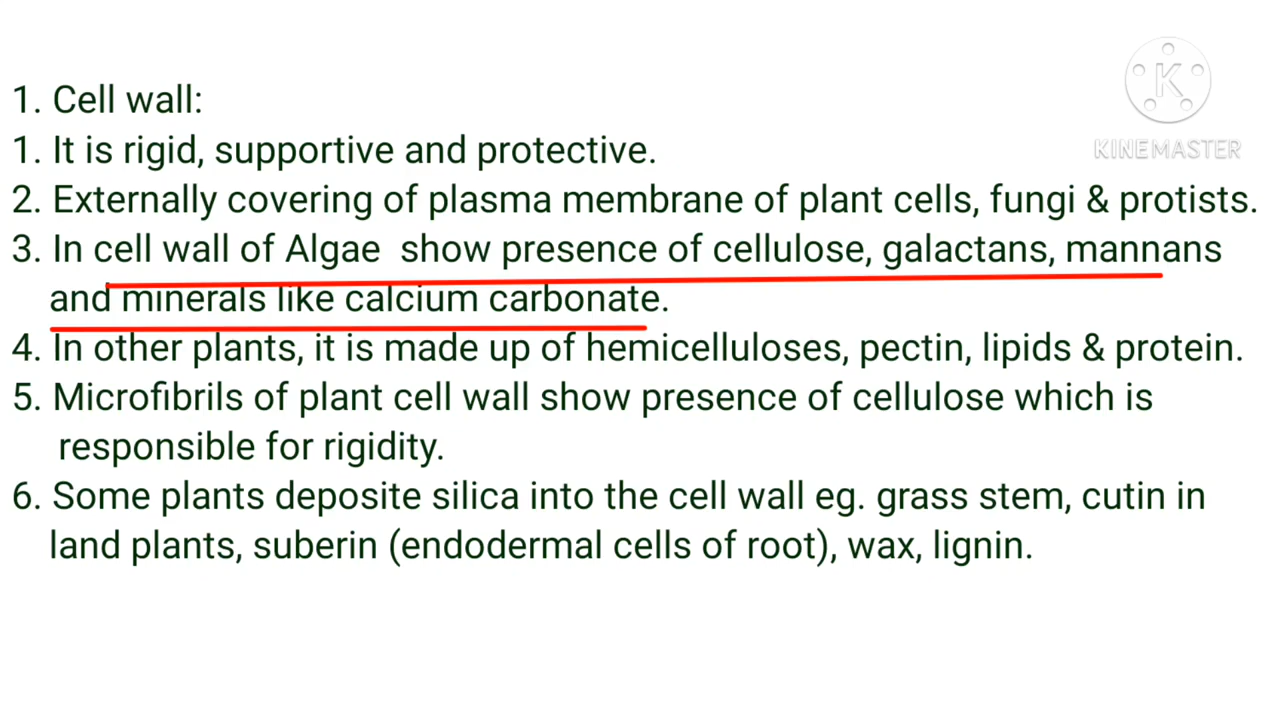 KINEMASTER
1. Cell wall:
1. It is rigid, supportive and protective.
2. Externally covering of plasma membrane of plant cells, fungi & protists.
3. In cell wall of Algae show presence of cellulose, galactans, mannans
and minerals like calcium carbonate.
4. In other plants, it is made up of hemicelluloses, pectin, lipids & protein.
5. Microfibrils of plant cell wall show presence of cellulose which is
responsible for rigidity.
6. Some plants deposite silica into the cell wall eg. grass stem, cutin in
land plants, suberin (endodermal cells of root), wax, lignin.